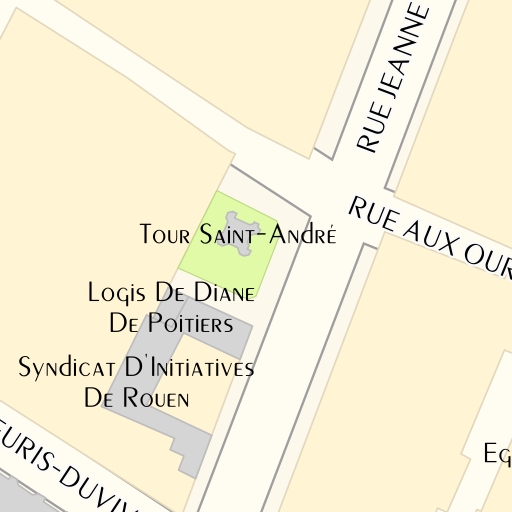 RUE JEANNE
RUE AUX OUR
Tour Saint-André
Logis De Diane
De Poitiers
Syndicat D'Initiatives
De Rouen
Eg
EURIS-DUVIV